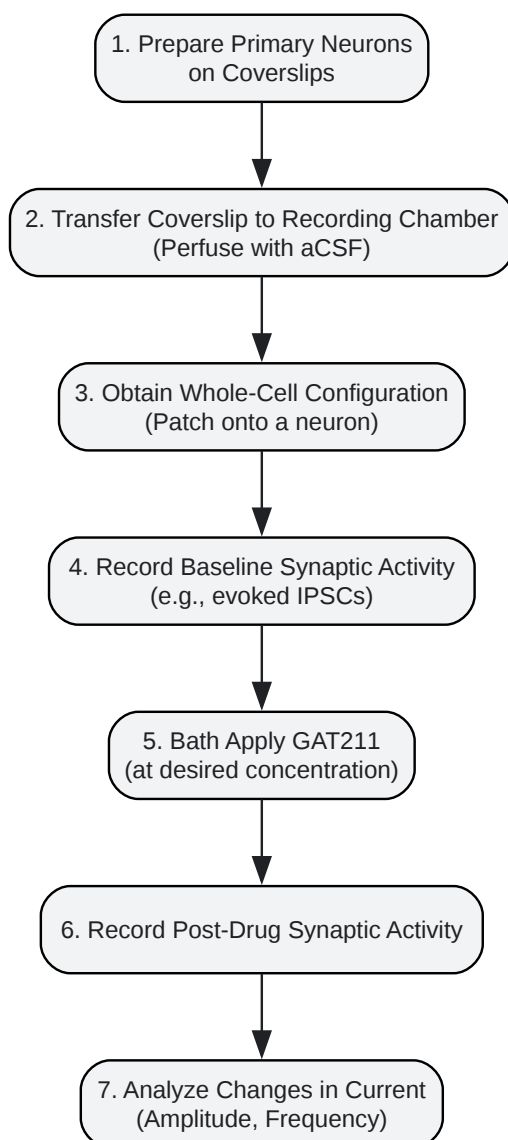 1. Prepare Primary Neurons
on Coverslips
2. Transfer Coverslip to Recording Chamber
(Perfuse with aCSF)
3. Obtain Whole-Cell Configuration
(Patch onto a neuron)
4. Record Baseline Synaptic Activity
(e.g., evoked IPSCs)
5. Bath Apply GAT211
(at desired concentration)
6. Record Post-Drug Synaptic Activity
7. Analyze Changes in Current
(Amplitude, Frequency)